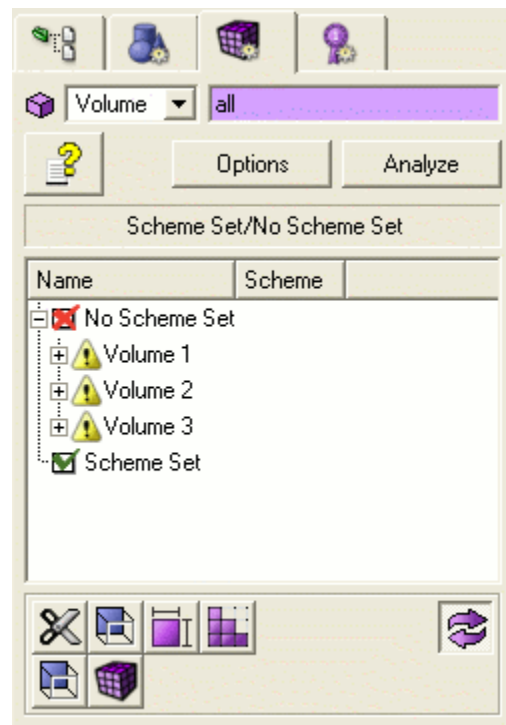 Volume all
Options Analyze
Scheme Set/No Scheme Set
Name Scheme
No Scheme Set
Volume 1
Volume 2
Volume 3
Scheme Set